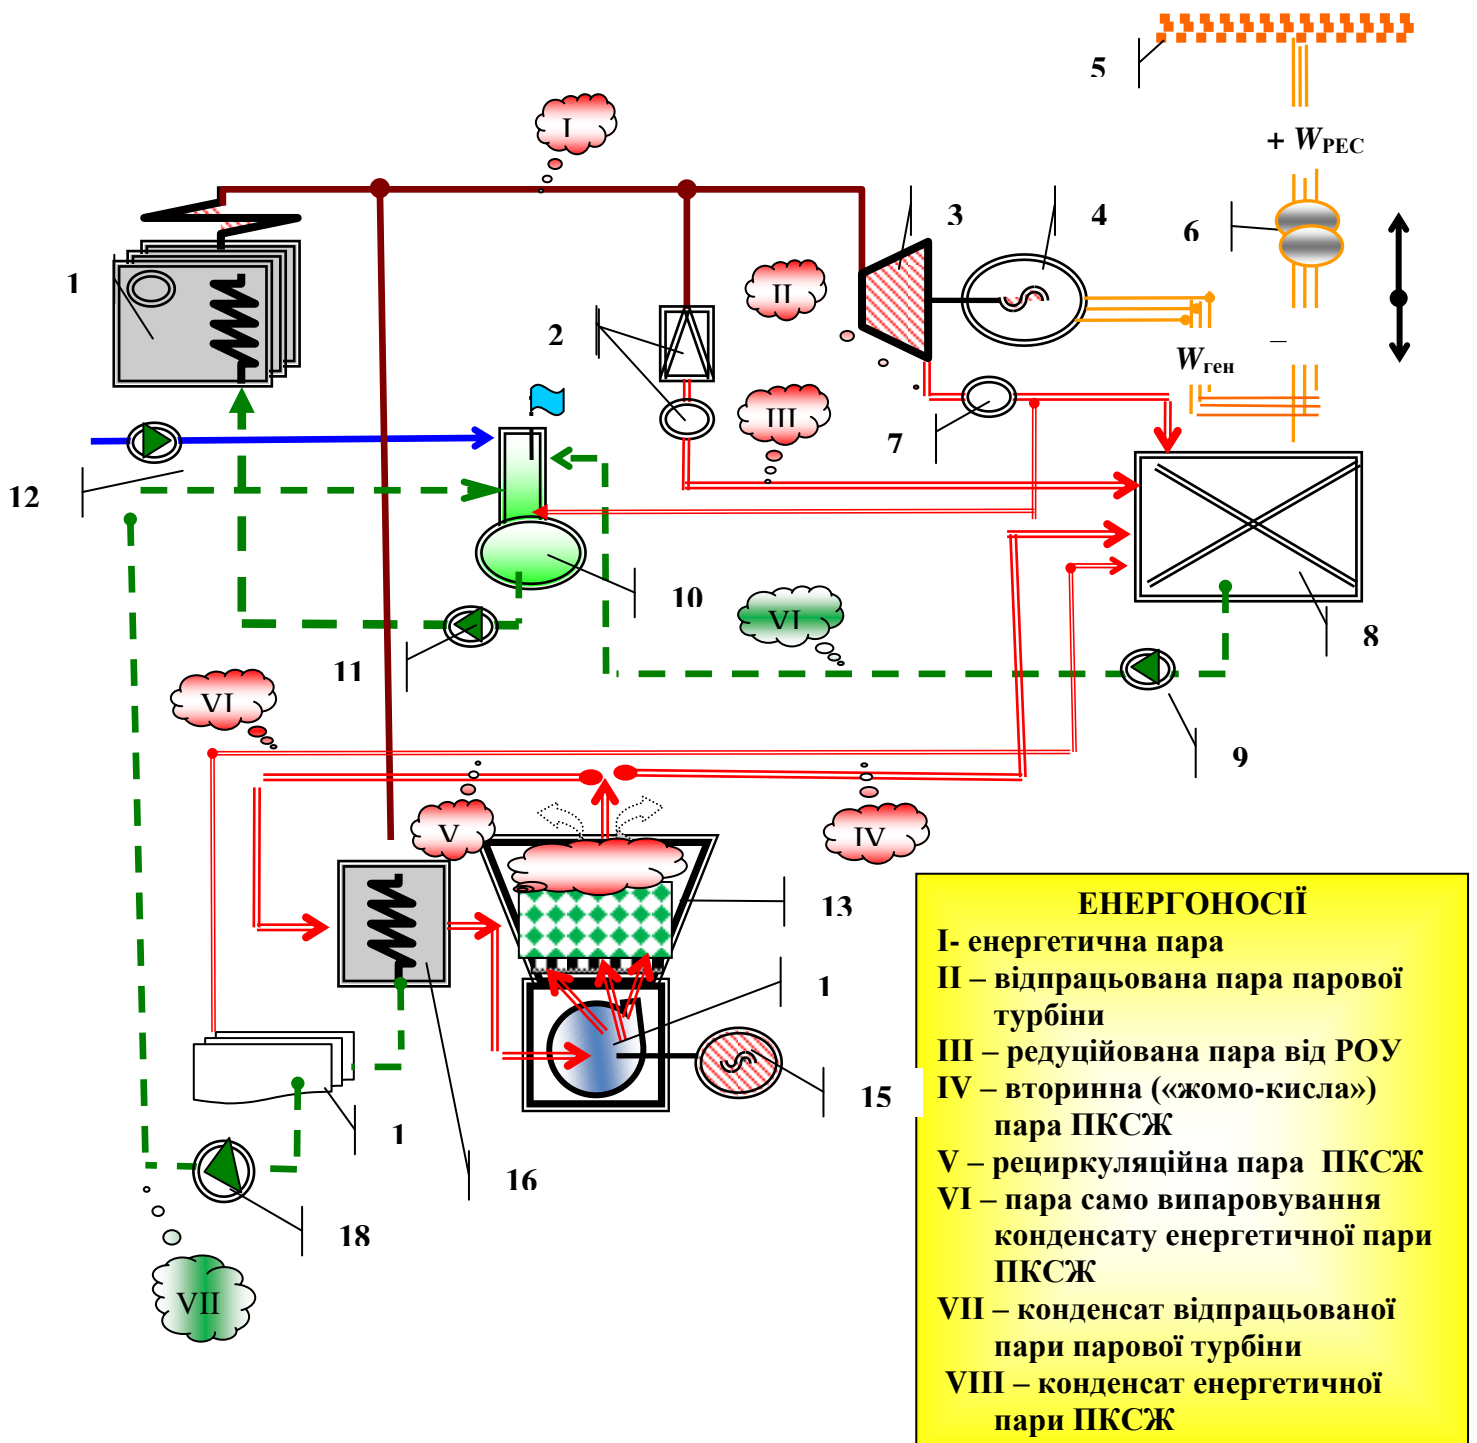 5
+ WРЕС
I
3
4
6
1
II
2
–
Wген
III
7
12
10
VI
8
11
VI
9
V
IV
13
1
15
1
16
18
VII
ЕНЕРГОНОСІЇ
I- енергетична пара
II – відпрацьована пара парової
турбіни
III – редуційована пара від РОУ
IV – вторинна («жомо-кисла»)
пара ПКСЖ
V – рециркуляційна пара ПКСЖ
VI – пара само випаровування
конденсату енергетичної пари
ПКСЖ
VII – конденсат відпрацьованої
пари парової турбіни
VIII – конденсат енергетичної
пари ПКСЖ